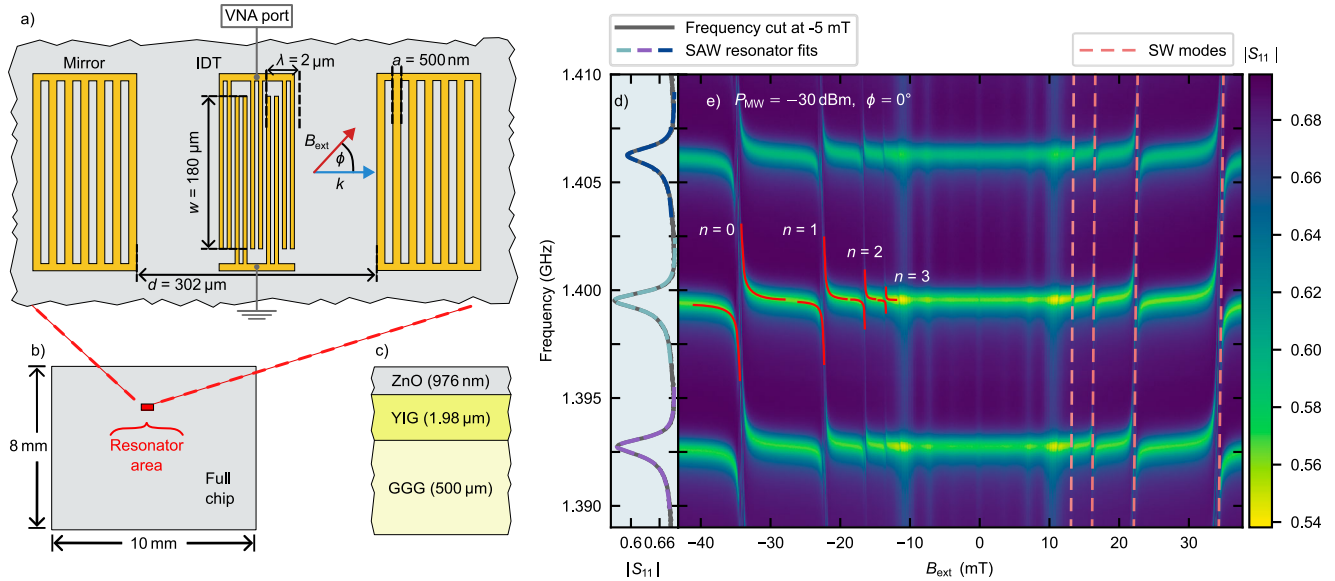 a)
VNA port
Mirror
IDT
λ = 2 μm
a = 500 nm
w = 180 μm
B_ext
ϕ
k
d = 302 μm
b)
8 mm
Resonator
area
Full
chip
10 mm
c)
ZnO (976 nm)
YIG (1.98 μm)
GGG (500 μm)
Frequency cut at -5 mT
SAW resonator fits
SW modes
|S₁₁|
d)
e)
P_MW = −30 dBm, ϕ = 0°
n = 0
n = 1
n = 2
n = 3
Frequency (GHz)
1.410
1.405
1.400
1.395
1.390
0.6 0.66
|S₁₁|
−40 −30 −20 −10 0 10 20 30
B_ext (mT)
0.68
0.66
0.64
0.62
0.60
0.58
0.56
0.54